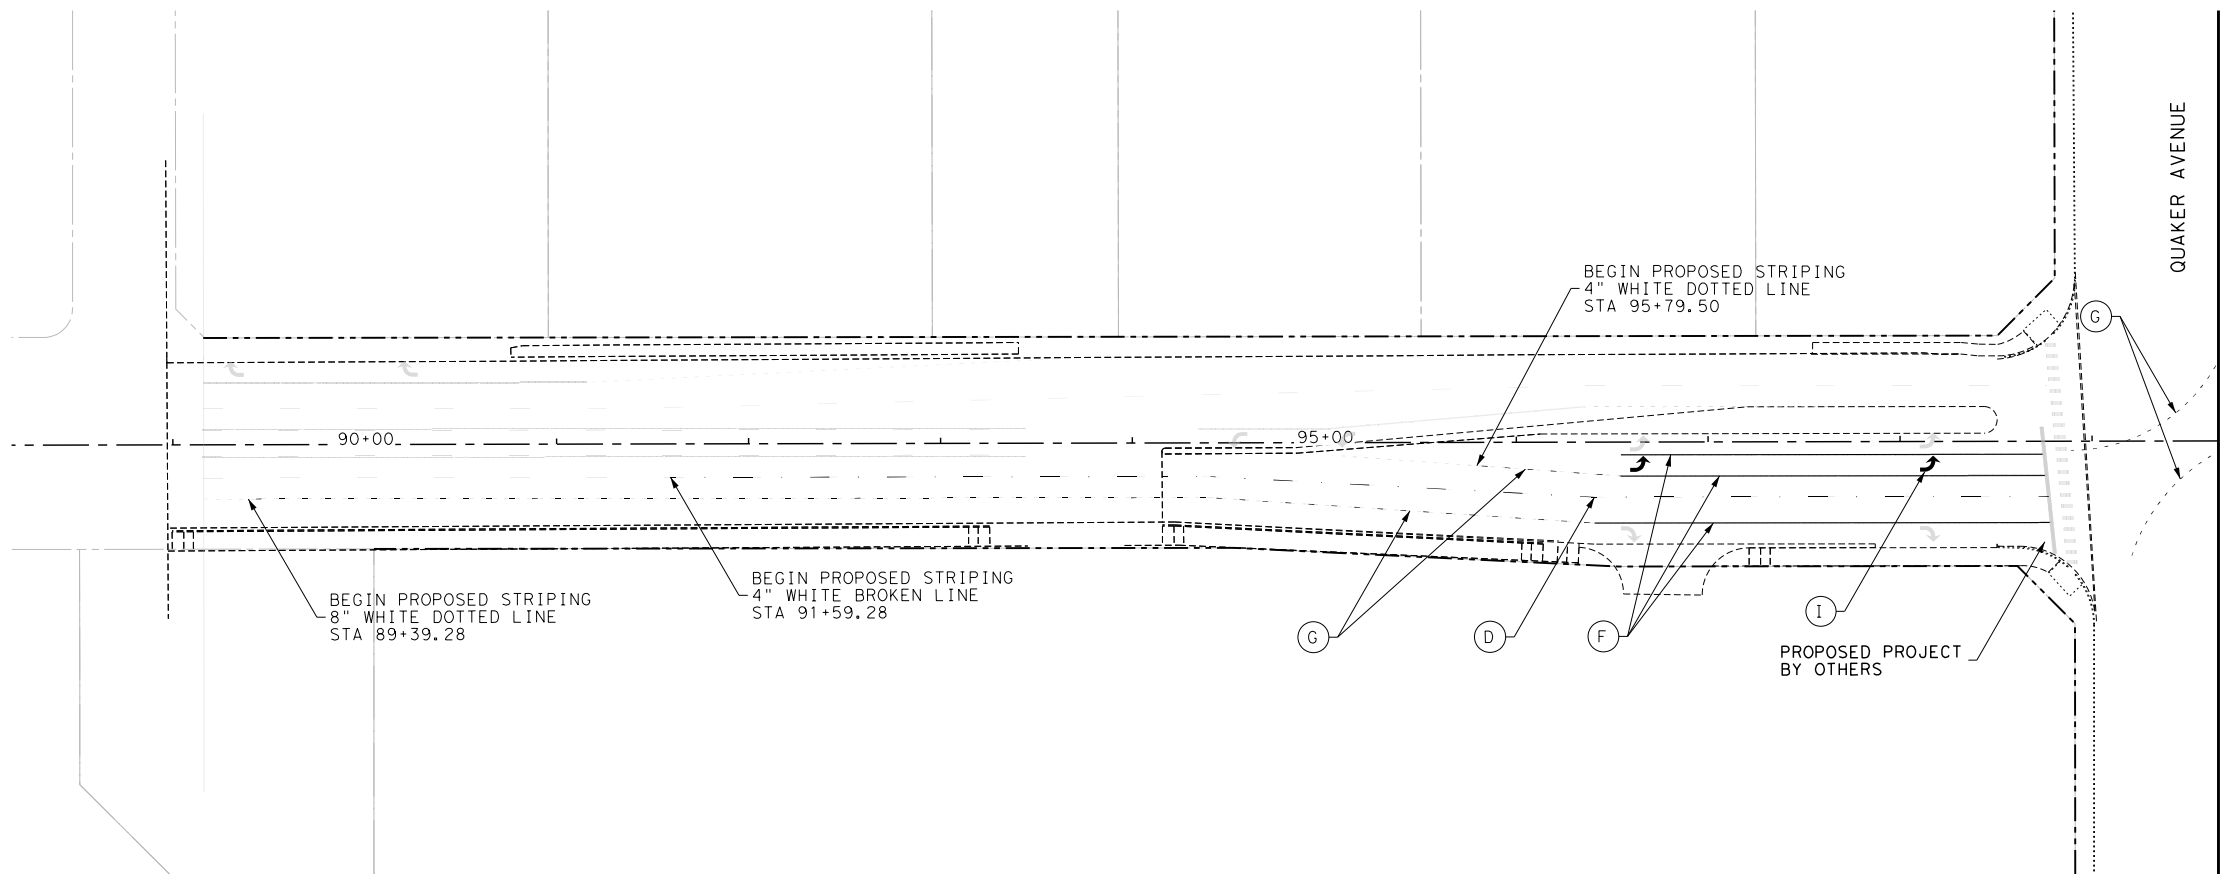 QUAKER AVENUE
BEGIN PROPOSED STRIPING
4" WHITE DOTTED LINE
STA 95+79.50
G
90+00
95+00
BEGIN PROPOSED STRIPING
8" WHITE DOTTED LINE
STA 89+39.28
BEGIN PROPOSED STRIPING
4" WHITE BROKEN LINE
STA 91+59.28
G
D
F
I
PROPOSED PROJECT
BY OTHERS